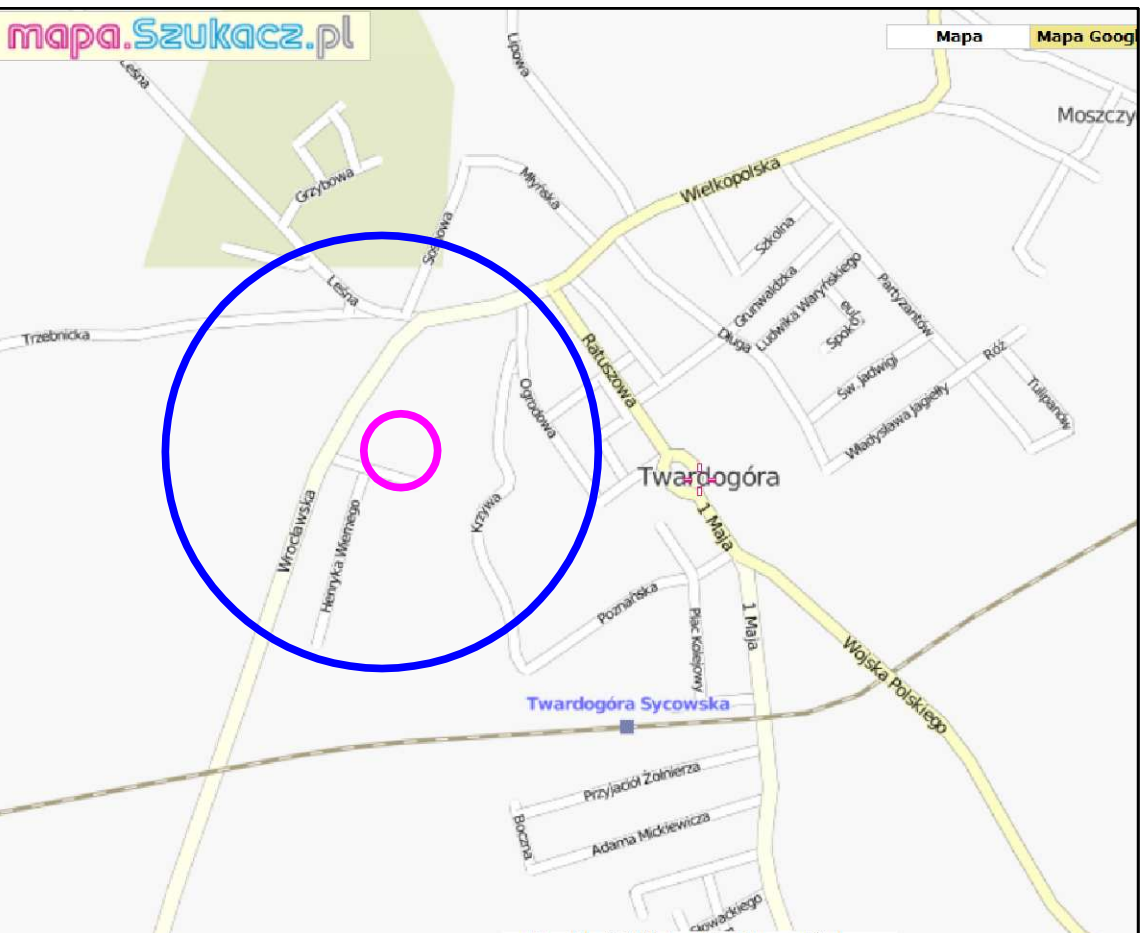 mapa.Szukacz.pl
Mapa
Mapa Googl
Leśna
Lipowa
Moszczy
Grzybowa
Młyńska
Wielkopolska
Sosnowa
Szkolna
Leśna
Grunwaldzka
Ludwika Waryńskiego
Partyzantów
Trzebnicka
Długa
Ratuszowa
Róż
Św. Jadwigi
Tulipanów
Ogrodowa
Władysława Jagiełły
Twardogóra
Krzywa
Wrocławska
Henryka Wiernego
1 Maja
Poznańska
Plac Kolejowy
1 Maja
Wojska Polskiego
Twardogóra Sycowska
Przyjaciół Żołnierza
Boczna
Adama Mickiewicza
Słowackiego